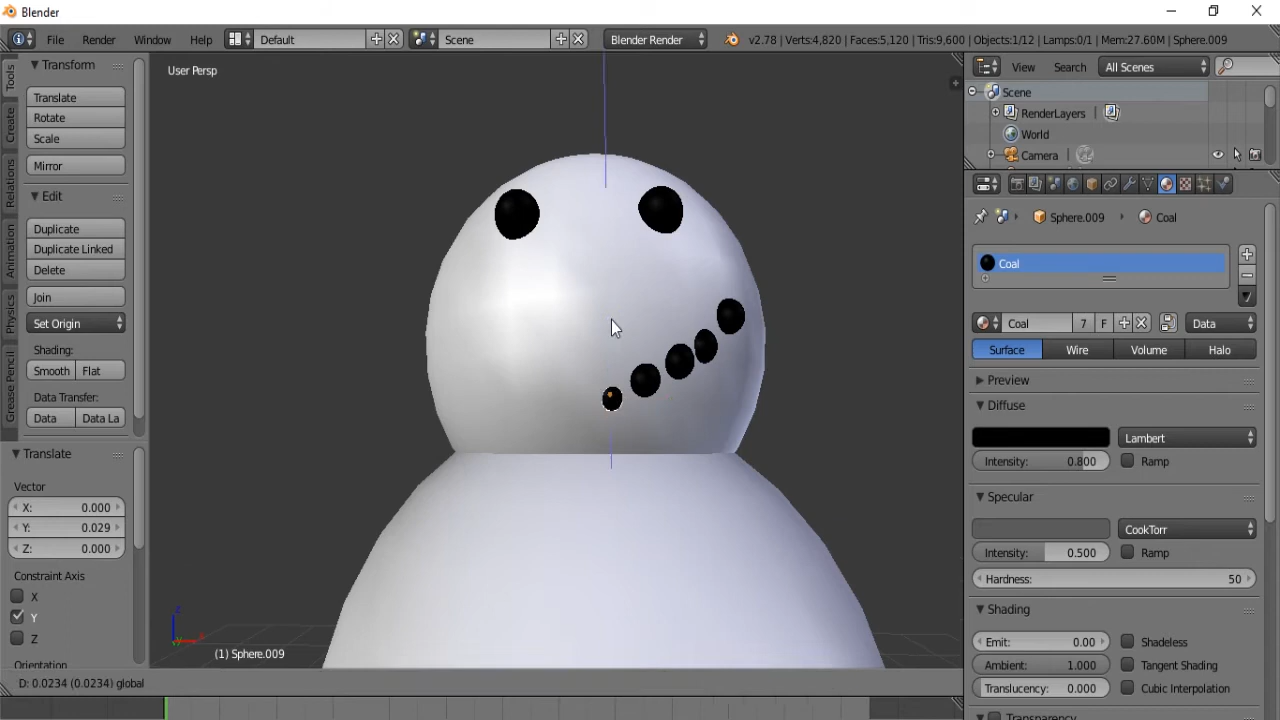 Blender
File Render Window Help Default Scene Blender Render v2.78 | Verts:4,820 | Faces:5,120 | Tris:9,600 | Objects:1/12 | Lamps:0/1 | Mem:27.60M | Sphere.009
Tools
Create
Relations
Animation
Physics
Grease Pencil
Transform
Translate
Rotate
Scale
Mirror
Edit
Duplicate
Duplicate Linked
Delete
Join
Set Origin
Shading:
Smooth Flat
Data Transfer:
Data Data La
Translate
Vector
X: 0.000
Y: 0.029
Z: 0.000
Constraint Axis
X
Y
Z
Orientation
User Persp
(1) Sphere.009
D: 0.0234 (0.0234) global
View Search All Scenes
Scene
RenderLayers |
World
Camera |
Sphere.009 Coal
Coal
Coal 7 F Data
Surface Wire Volume Halo
Preview
Diffuse
Lambert
Intensity: 0.800 Ramp
Specular
CookTorr
Intensity: 0.500 Ramp
Hardness: 50
Shading
Emit: 0.00 Shadeless
Ambient: 1.000 Tangent Shading
Translucency: 0.000 Cubic Interpolation
Transparency